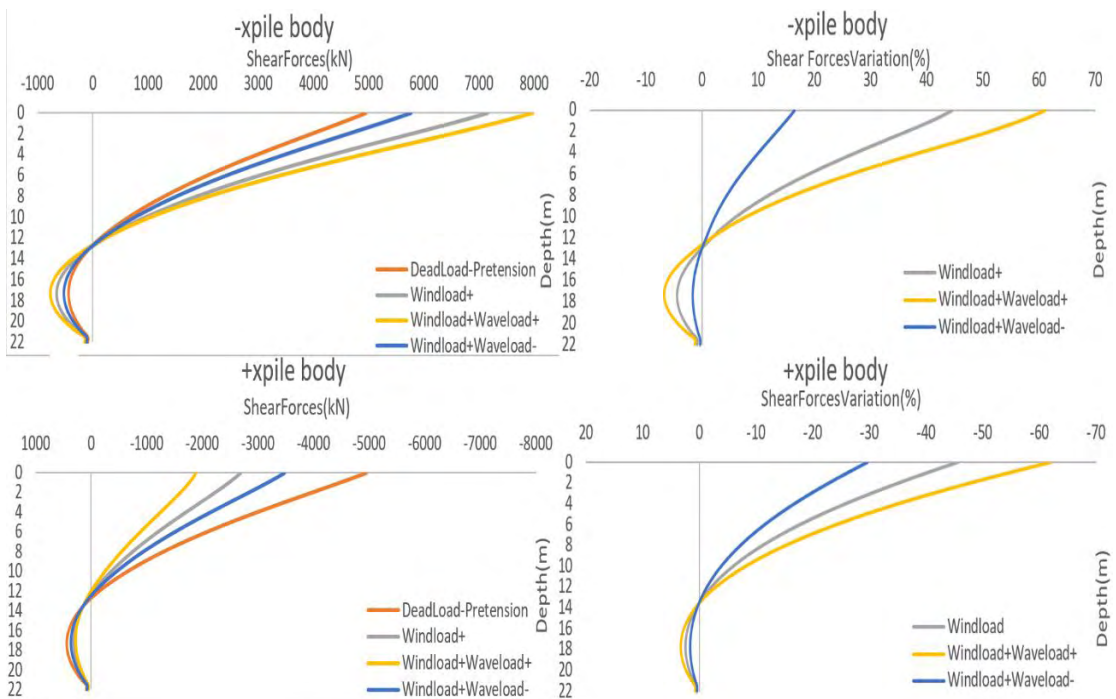 -xpile body
ShearForces(kN)
-1000 0 1000 2000 3000 4000 5000 6000 7000 8000
0
2
4
6
8
10
12
14
16
18
20
22
Depth(m)
DeadLoad-Pretension
Windload+
Windload+Waveload+
Windload+Waveload-
-xpile body
Shear ForcesVariation(%)
-20 -10 0 10 20 30 40 50 60 70
0
2
4
6
8
10
12
14
16
18
20
22
Depth(m)
Windload+
Windload+Waveload+
Windload+Waveload-
+xpile body
ShearForces(kN)
1000 0 -1000 -2000 -3000 -4000 -5000 -6000 -7000 -8000
0
2
4
6
8
10
12
14
16
18
20
22
Depth(m)
DeadLoad-Pretension
Windload+
Windload+Waveload+
Windload+Waveload-
+xpile body
ShearForcesVariation(%)
20 10 0 -10 -20 -30 -40 -50 -60 -70
0
2
4
6
8
10
12
14
16
18
20
22
Depth(m)
Windload
Windload+Waveload+
Windload+Waveload-